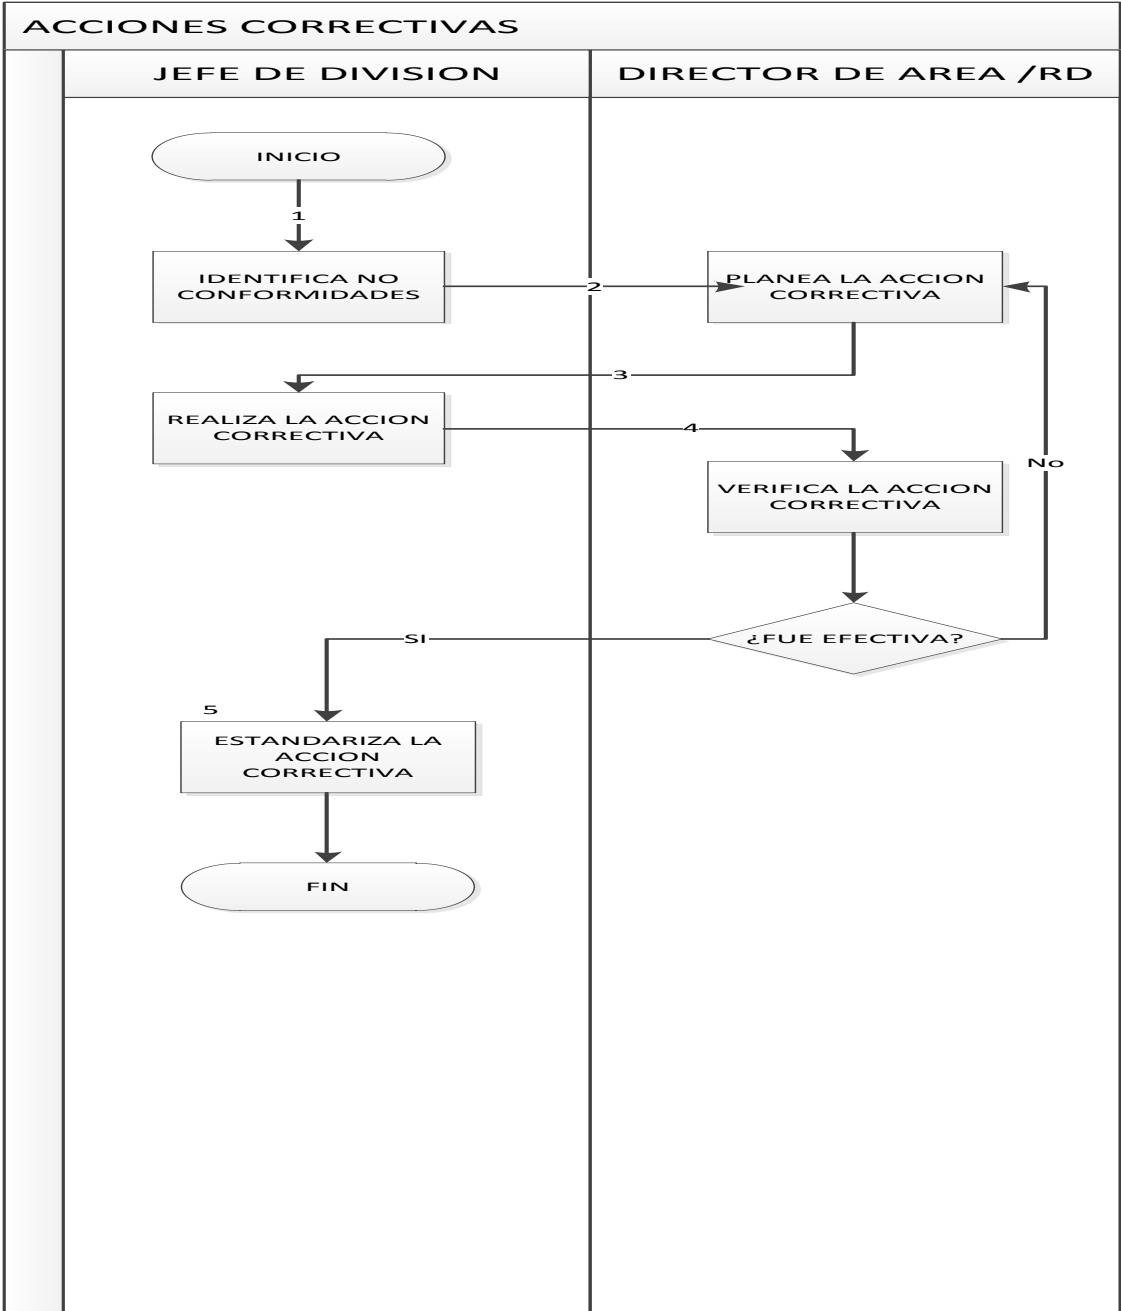 ACCIONES CORRECTIVAS
JEFE DE DIVISION
DIRECTOR DE AREA /RD
INICIO
1
IDENTIFICA NO
CONFORMIDADES
2
PLANEA LA ACCION
CORRECTIVA
3
REALIZA LA ACCION
CORRECTIVA
4
No
VERIFICA LA ACCION
CORRECTIVA
¿FUE EFECTIVA?
SI
5
ESTANDARIZA LA
ACCION
CORRECTIVA
FIN